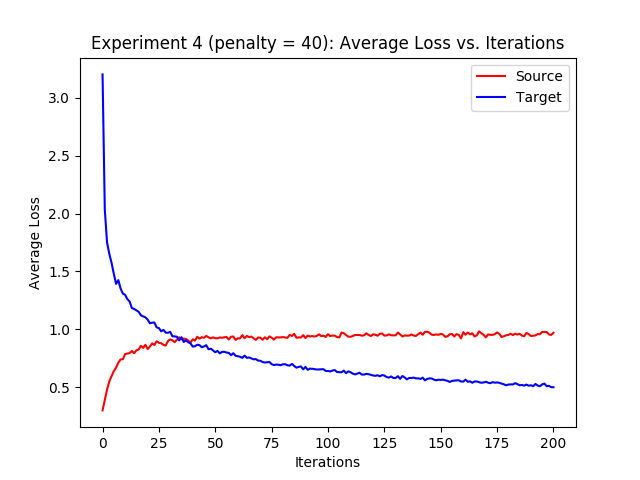 Experiment 4 (penalty = 40): Average Loss vs. Iterations
Source
Target
Average Loss
3.0
2.5
2.0
1.5
1.0
0.5
0 25 50 75 100 125 150 175 200
Iterations